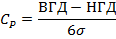 C_P = (ВГД − НГД) / 6σ